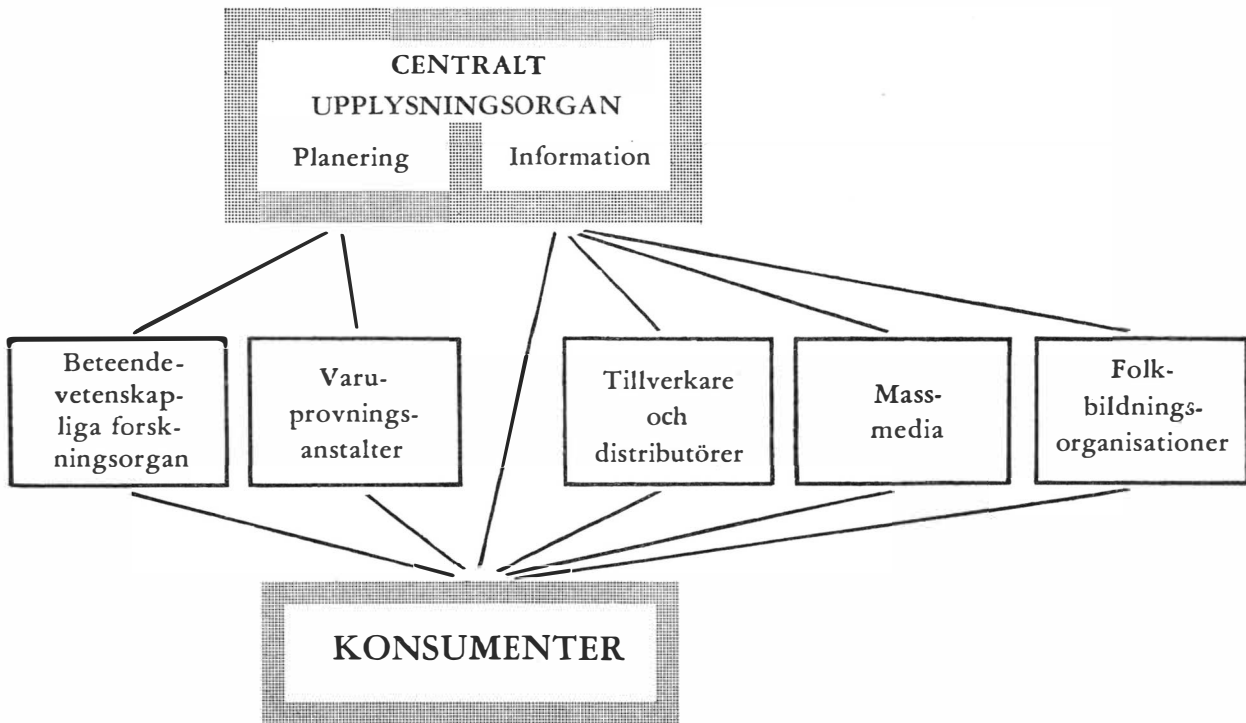 CENTRALT
UPPLYSNINGSORGAN
Planering
Information
Beteende-
vetenskap-
liga forsk-
ningsorgan
Varu-
provnings-
anstalter
Tillverkare
och
distributörer
Mass-
media
Folk-
bildnings-
organisationer
KONSUMENTER